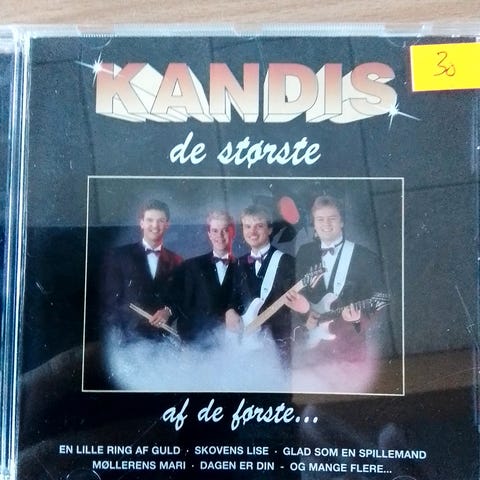 KANDIS
30
de største
af de første...
EN LILLE RING AF GULD · SKOVENS LISE · GLAD SOM EN SPILLEMAND
MØLLERENS MARI · DAGEN ER DIN - OG MANGE FLERE...